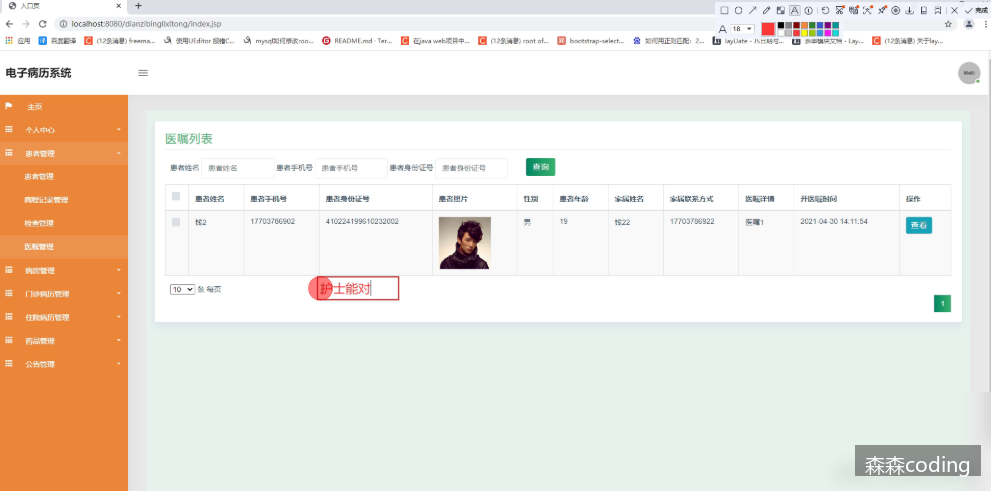 入口页
localhost:8080/dianzibinglixitong/index.jsp
18
完成
应用
百度翻译
(12条消息) freema...
使用UEditor 报错C...
mysql如何修改roo...
README.md · Ter...
在java web项目中...
(12条消息) root of...
bootstrap-select...
如何用正则匹配：2...
layDate - JS日期与...
表单模块文档 - Lay...
(12条消息) 关于lay...
电子病历系统
主页
个人中心
患者管理
患者管理
病程记录管理
检查管理
医嘱管理
病房管理
门诊病历管理
住院病历管理
药品管理
公告管理
医嘱列表
患者姓名 患者姓名 患者手机号 患者手机号 患者身份证号 患者身份证号 查询
患者姓名 患者手机号 患者身份证号 患者照片 性别 患者年龄 家属姓名 家属联系方式 医嘱详情 开医嘱时间 操作
17703786902 410224199610232002 男 19 17703786922 医嘱1 2021-04-30 14:11:54 查看
10 条 每页
护士能对
1
森森coding